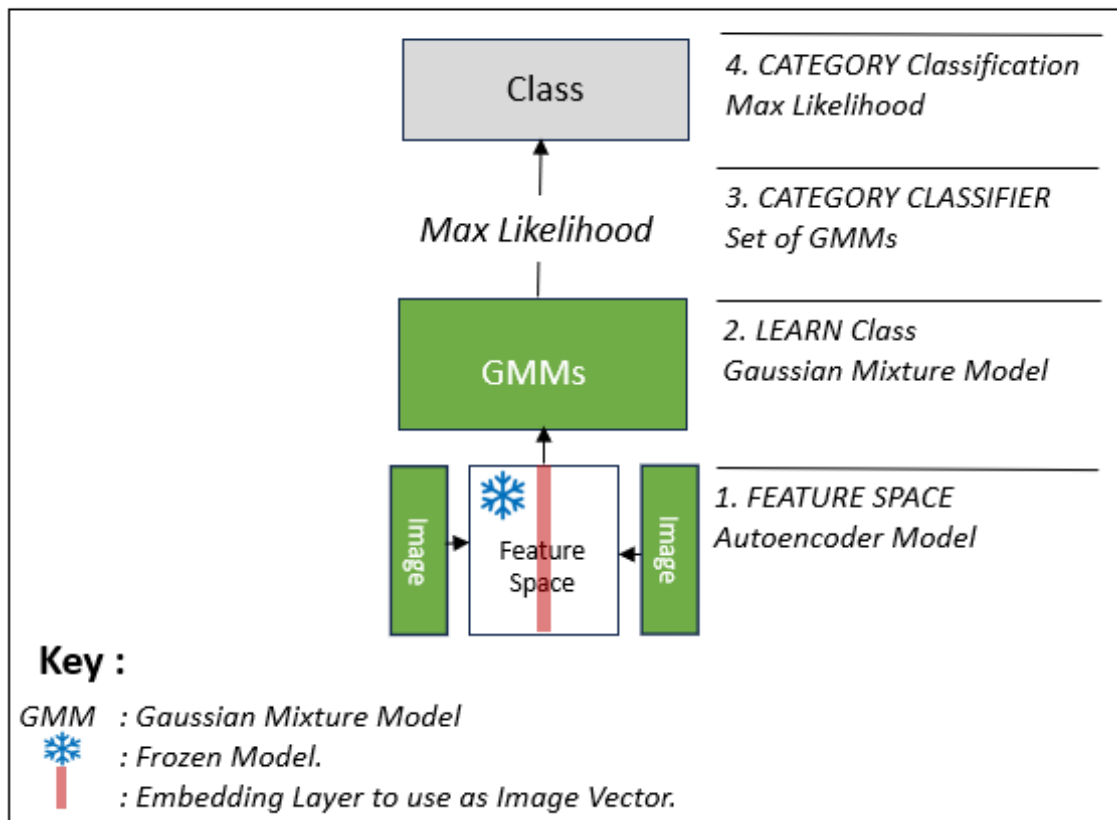 Class
4. CATEGORY Classification
Max Likelihood
Max Likelihood
3. CATEGORY CLASSIFIER
Set of GMMs
GMMs
2. LEARN Class
Gaussian Mixture Model
Image
Feature
Space
Image
1. FEATURE SPACE
Autoencoder Model
Key :
GMM : Gaussian Mixture Model
: Frozen Model.
: Embedding Layer to use as Image Vector.